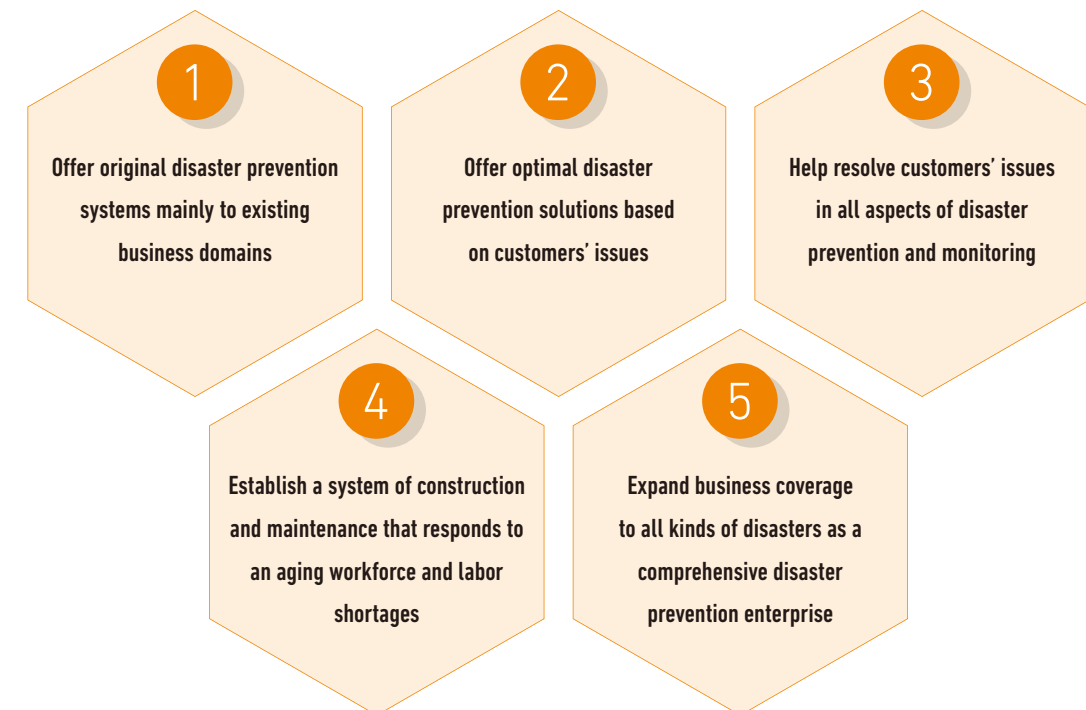 1
Offer original disaster prevention
systems mainly to existing
business domains
2
Offer optimal disaster
prevention solutions based
on customers’ issues
3
Help resolve customers’ issues
in all aspects of disaster
prevention and monitoring
4
Establish a system of construction
and maintenance that responds to
an aging workforce and labor
shortages
5
Expand business coverage
to all kinds of disasters as a
comprehensive disaster
prevention enterprise